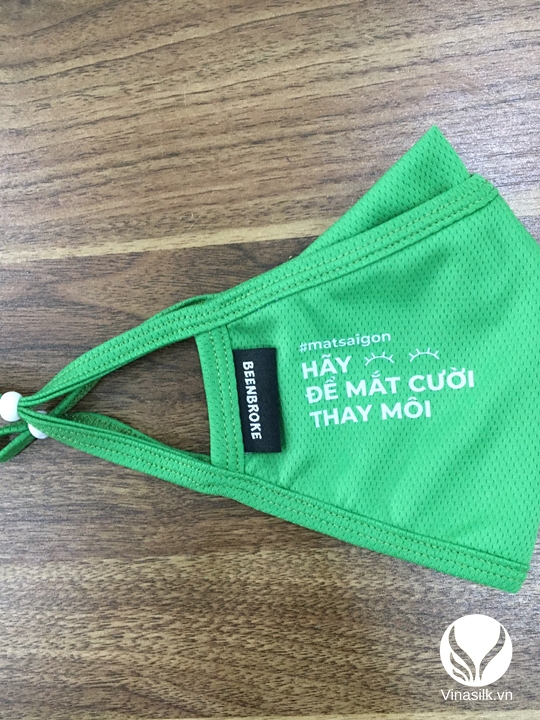 #matsaigon
HÃY
ĐỂ MẮT CƯỜI
THAY MÔI
BEENBROKE
Vinasilk.vn